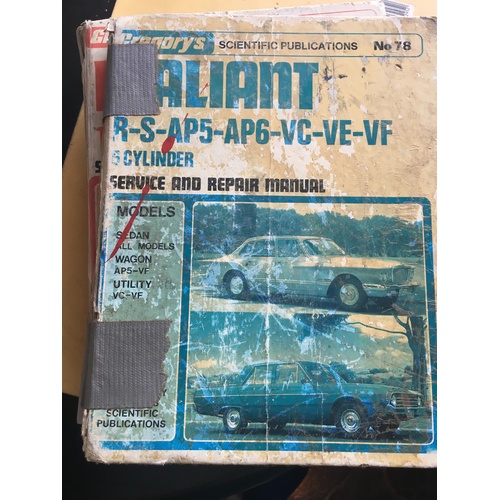 Gregory's SCIENTIFIC PUBLICATIONS No 78
ALIANT
R-S-AP5-AP6-VC-VE-VF
6 CYLINDER
SERVICE AND REPAIR MANUAL
MODELS
SEDAN
ALL MODELS
WAGON
AP5-VF
UTILITY
VC-VF
SCIENTIFIC
PUBLICATIONS